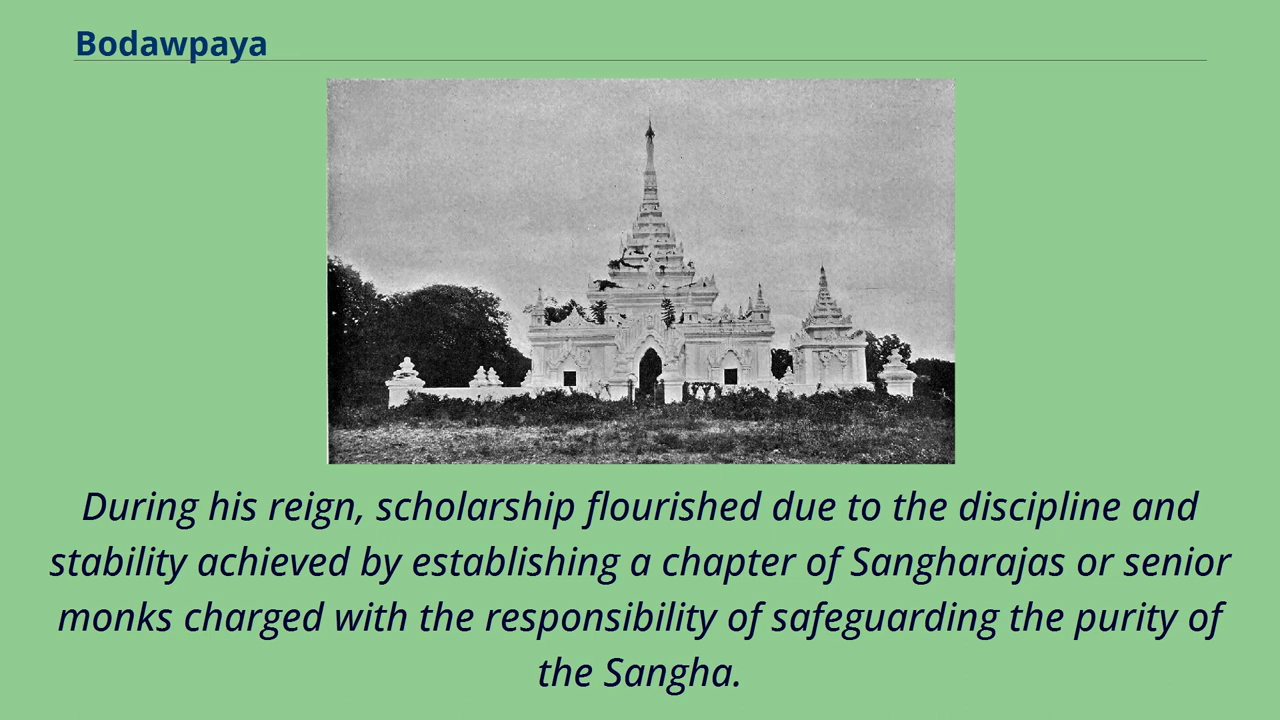 Bodawpaya
During his reign, scholarship flourished due to the discipline and
stability achieved by establishing a chapter of Sangharajas or senior
monks charged with the responsibility of safeguarding the purity of
the Sangha.